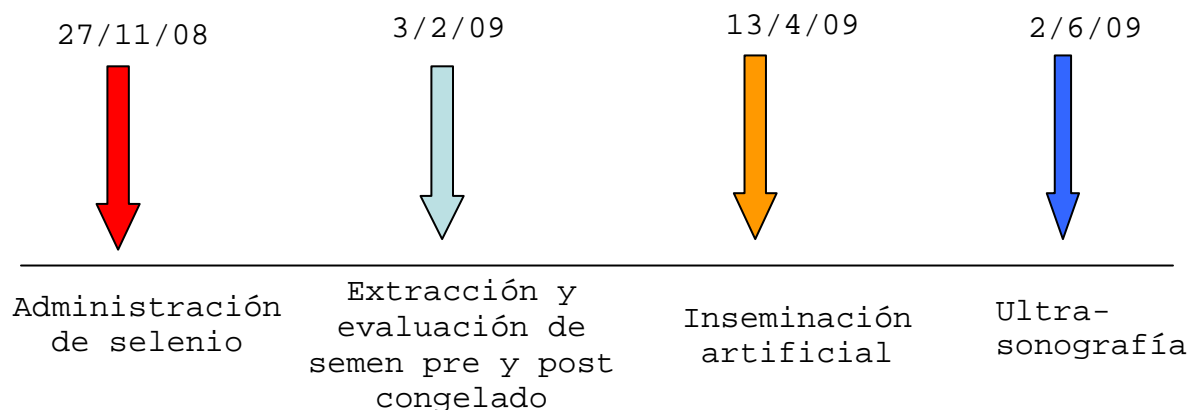 27/11/08
3/2/09
13/4/09
2/6/09
Administración
de selenio
Extracción y
evaluación de
semen pre y post
congelado
Inseminación
artificial
Ultra-
sonografía